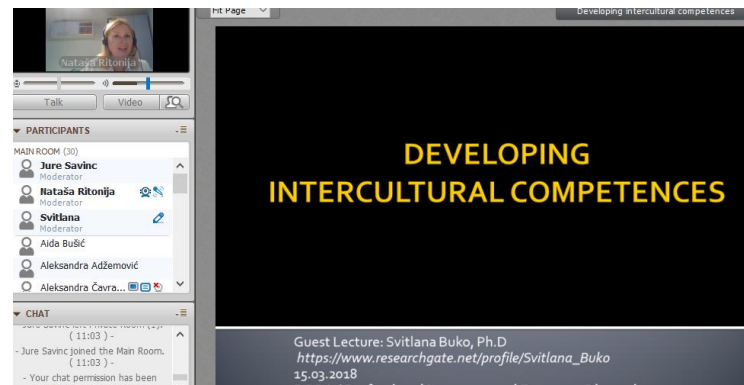 Fit Page
Developing intercultural competences
Nataša Ritonija
Talk
Video
PARTICIPANTS
MAIN ROOM (30)
Jure Savinc
Moderator
Nataša Ritonija
Moderator
Svitlana
Moderator
Aida Bušić
Aleksandra Adžemović
Aleksandra Čavra...
CHAT
( 11:03 ) -
- Jure Savinc joined the Main Room.
( 11:03 ) -
- Your chat permission has been
DEVELOPING
INTERCULTURAL COMPETENCES
Guest Lecture: Svitlana Buko, Ph.D
https://www.researchgate.net/profile/Svitlana_Buko
15.03.2018